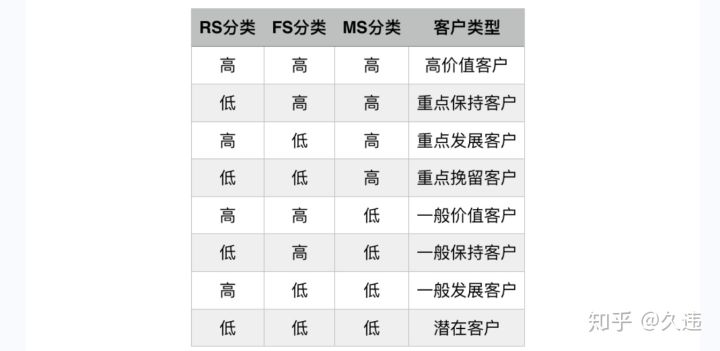 RS分类 FS分类 MS分类 客户类型
高 高 高 高价值客户
低 高 高 重点保持客户
高 低 高 重点发展客户
低 低 高 重点挽留客户
高 高 低 一般价值客户
低 高 低 一般保持客户
高 低 低 一般发展客户
低 低 低 潜在客户
知乎 @久违